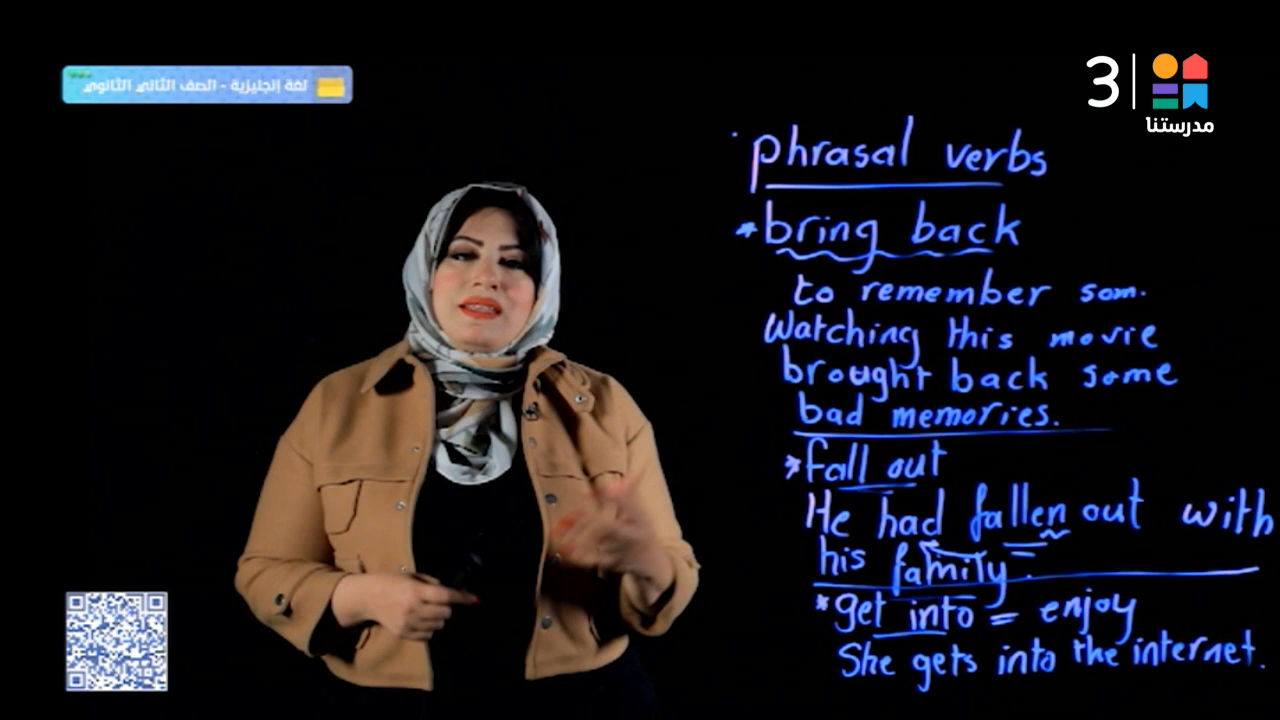 لغة إنجليزية - الصف الثاني الثانوي
3
مدرستنا
phrasal verbs
*bring back
to remember som.
Watching this movie
brought back some
bad memories.
*fall out
He had fallen out with
his family.
*get into = enjoy
She gets into the internet.